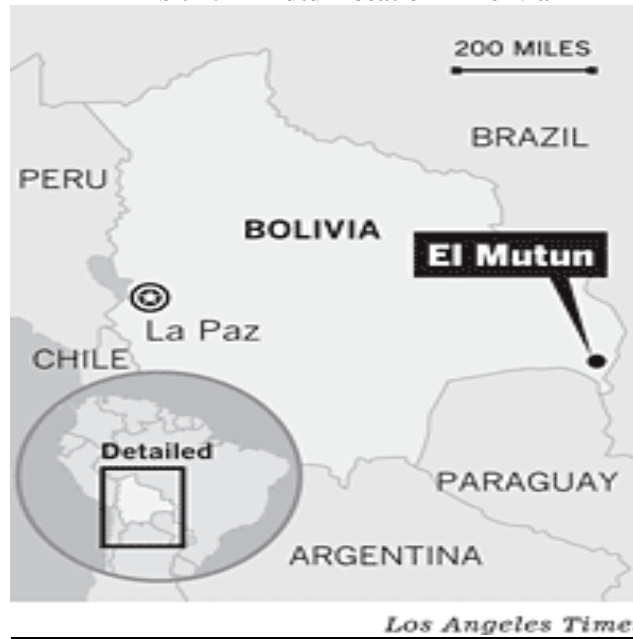 200 MILES
BRAZIL
PERU
BOLIVIA
El Mutun
La Paz
CHILE
Detailed
PARAGUAY
ARGENTINA
Los Angeles Time